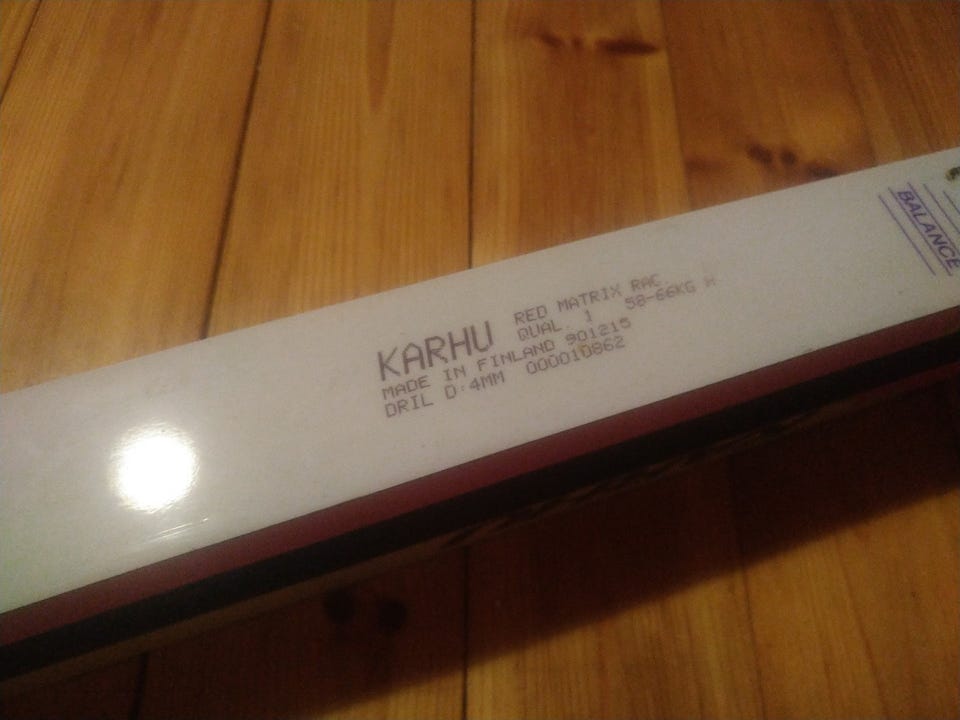 KARHU RED MATRIX RAC
QUAL. 1 58-66KG H
MADE IN FINLAND 901215
DRIL D:4MM 000010862
BALANCE